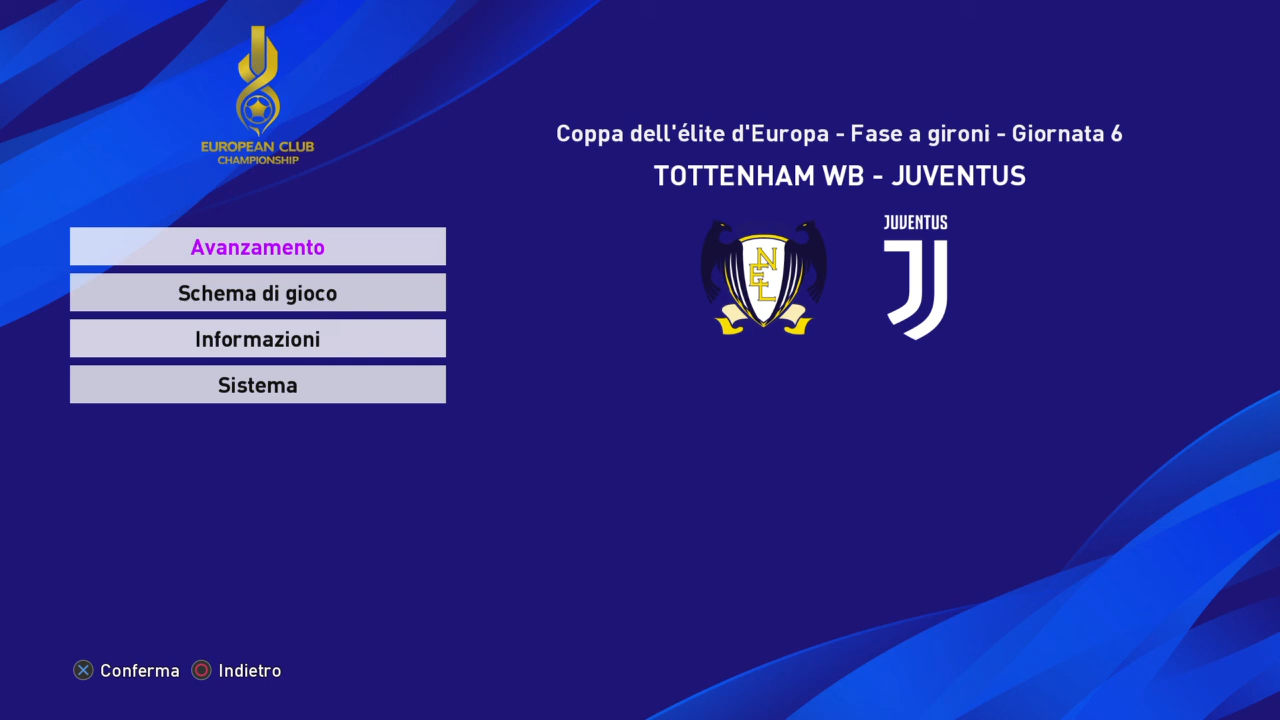 EUROPEAN CLUB
CHAMPIONSHIP
Coppa dell'élite d'Europa - Fase a gironi - Giornata 6
TOTTENHAM WB - JUVENTUS
NEL
JUVENTUS
J
Avanzamento
Schema di gioco
Informazioni
Sistema
Conferma
Indietro